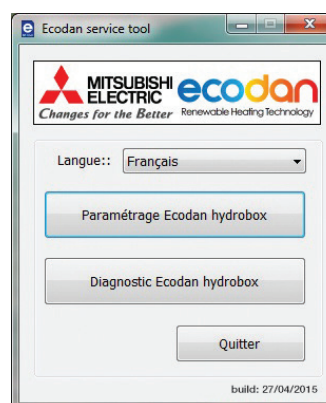 Ecodan service tool
MITSUBISHI
ELECTRIC
Changes for the Better
ecodan
Renewable Heating Technology
Langue:: Français
Paramétrage Ecodan hydrobox
Diagnostic Ecodan hydrobox
Quitter
build: 27/04/2015